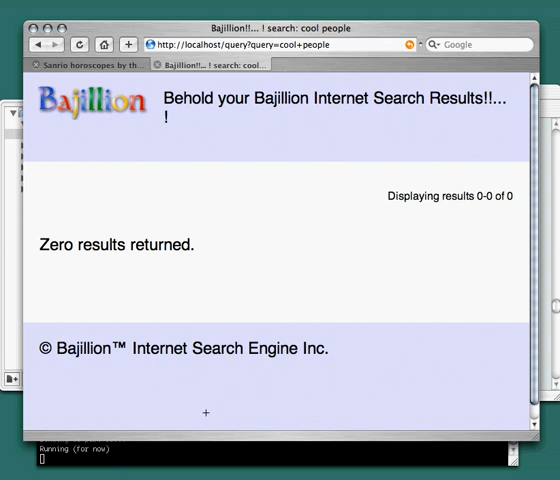 Bajillion!!... ! search: cool people
http://localhost/query?query=cool+people
Google
Sanrio horoscopes by th...
Bajillion!!... ! search: cool...
Bajillion
Behold your Bajillion Internet Search Results!!...
!
Displaying results 0-0 of 0
Zero results returned.
© Bajillion™ Internet Search Engine Inc.
Running (for now)